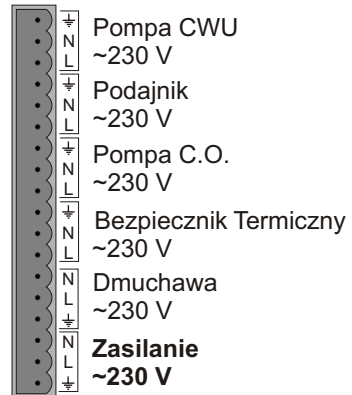 ⏚ Pompa CWU
N ~230 V
L
⏚ Podajnik
N ~230 V
L
⏚ Pompa C.O.
N ~230 V
L
⏚ Bezpiecznik Termiczny
N ~230 V
L
N Dmuchawa
L ~230 V
⏚
N Zasilanie
L ~230 V
⏚